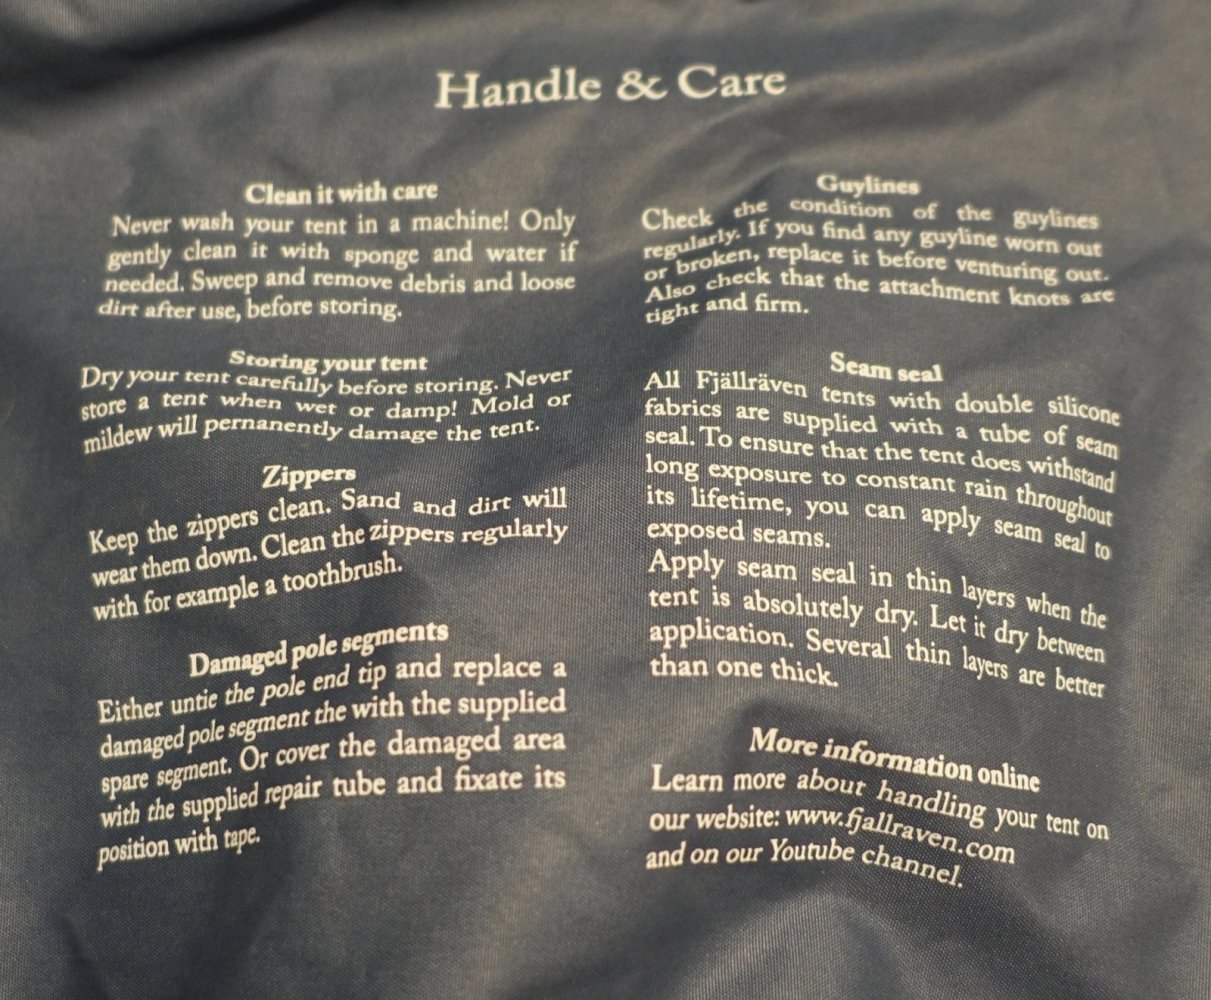 Handle & Care
Clean it with care
Never wash your tent in a machine! Only
gently clean it with sponge and water if
needed. Sweep and remove debris and loose
dirt after use, before storing.
Storing your tent
Dry your tent carefully before storing. Never
store a tent when wet or damp! Mold or
mildew will pernanently damage the tent.
Zippers
Keep the zippers clean. Sand and dirt will
wear them down. Clean the zippers regularly
with for example a toothbrush.
Damaged pole segments
Either untie the pole end tip and replace a
damaged pole segment the with the supplied
spare segment. Or cover the damaged area
with the supplied repair tube and fixate its
position with tape.
Guylines
Check the condition of the guylines
regularly. If you find any guyline worn out
or broken, replace it before venturing out.
Also check that the attachment knots are
tight and firm.
Seam seal
All Fjällräven tents with double silicone
fabrics are supplied with a tube of seam
seal. To ensure that the tent does withstand
long exposure to constant rain throughout
its lifetime, you can apply seam seal to
exposed seams.
Apply seam seal in thin layers when the
tent is absolutely dry. Let it dry between
application. Several thin layers are better
than one thick.
More information online
Learn more about handling your tent on
our website: www.fjallraven.com
and on our Youtube channel.